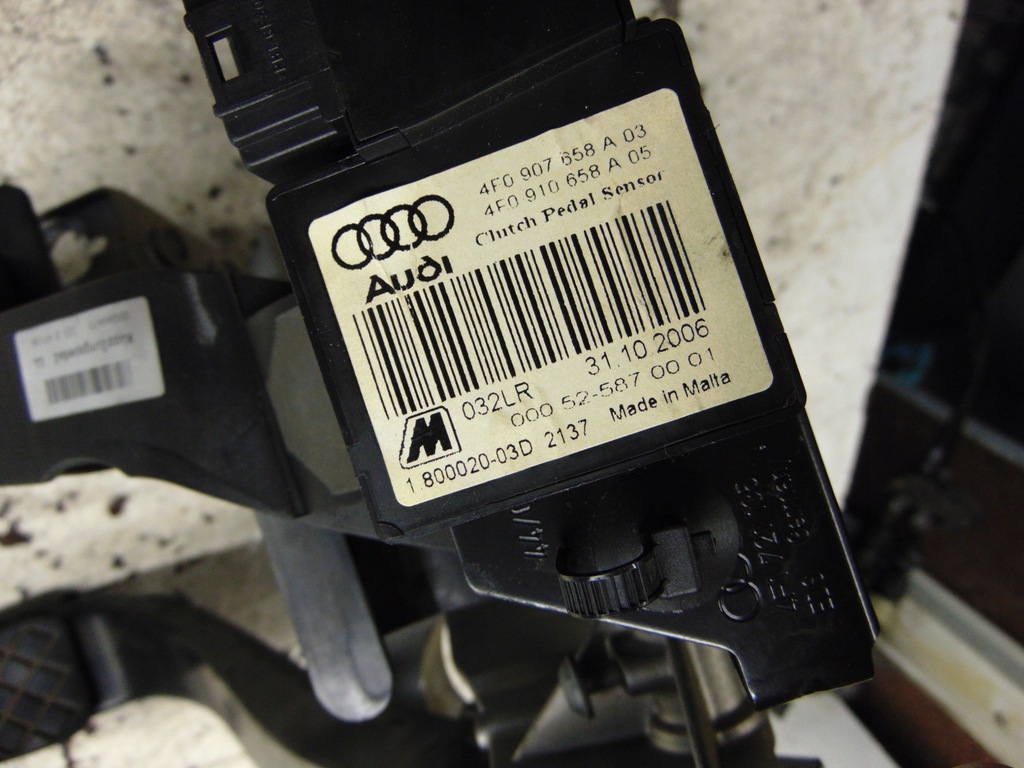 4F0 907 658 A 03
4F0 910 658 A 05
Clutch Pedal Sensor
Audi
032LR 31.10.2006
000 52-587 00 01
1.800020-03D 2137 Made in Malta